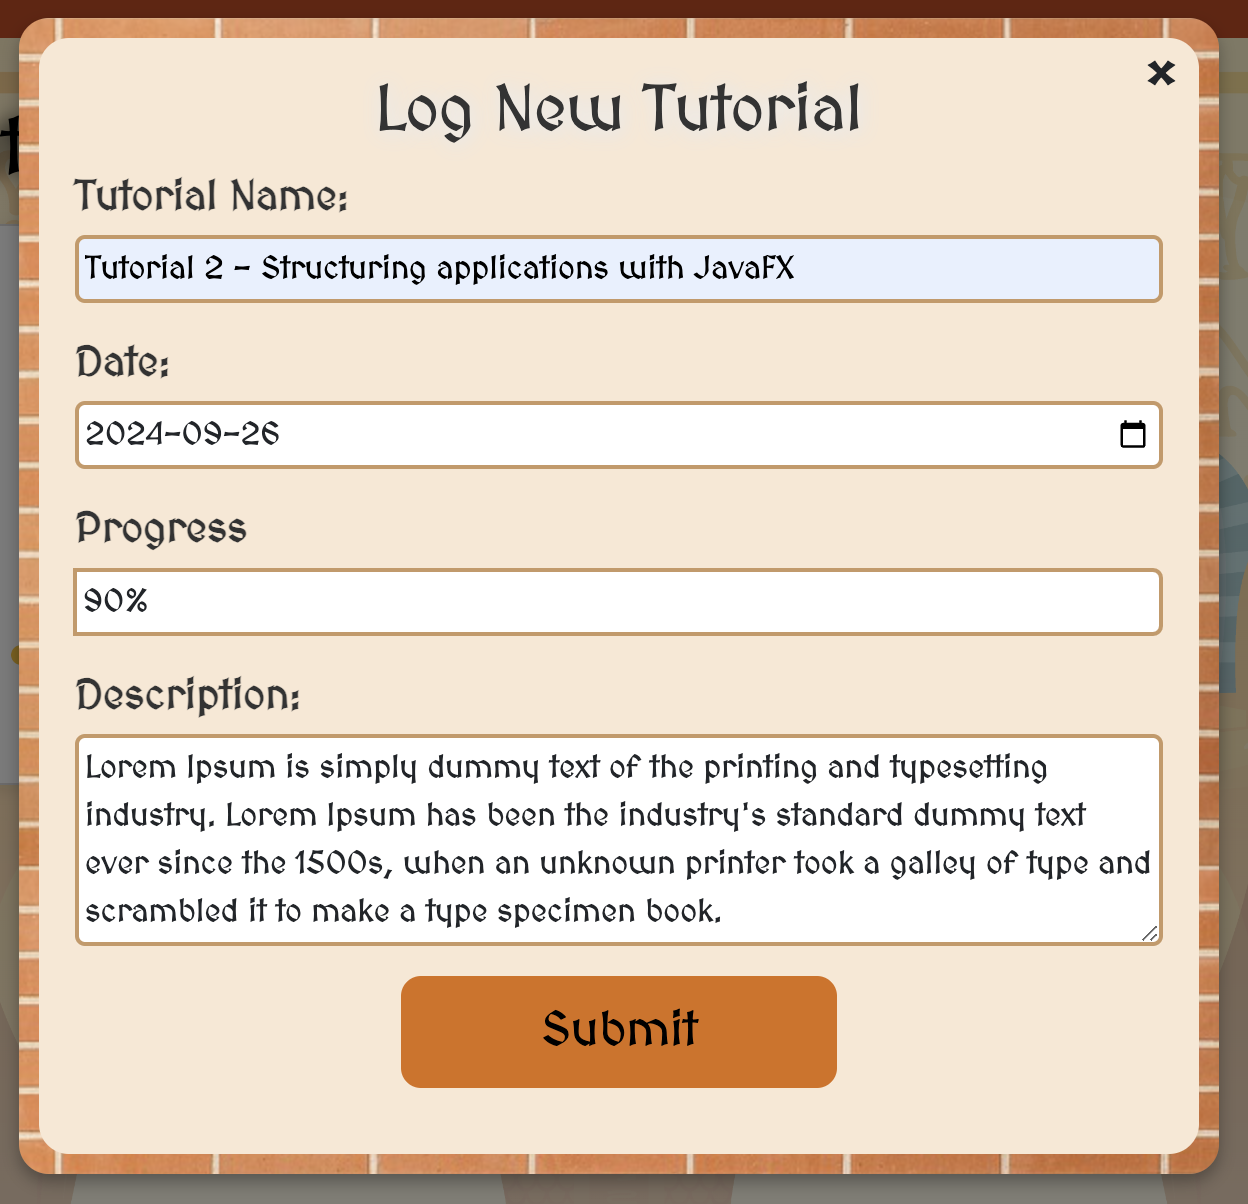 Log New Tutorial
Tutorial Name:
Tutorial 2 - Structuring applications with JavaFX
Date:
2024-09-26
Progress
90%
Description:
Lorem Ipsum is simply dummy text of the printing and typesetting
industry. Lorem Ipsum has been the industry's standard dummy text
ever since the 1500s, when an unknown printer took a galley of type and
scrambled it to make a type specimen book.
Submit